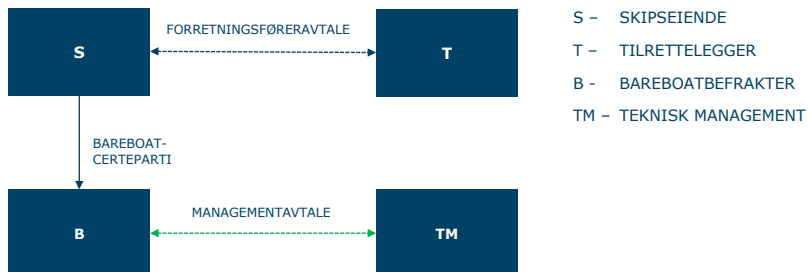 S
FORRETNINGSFØRERAVTALE
T
BAREBOAT-
CERTEPARTI
B
MANAGEMENTAVTALE
TM
S – SKIPSEIENDE
T – TILRETTELEGGER
B - BAREBOATBEFRAKTER
TM – TEKNISK MANAGEMENT